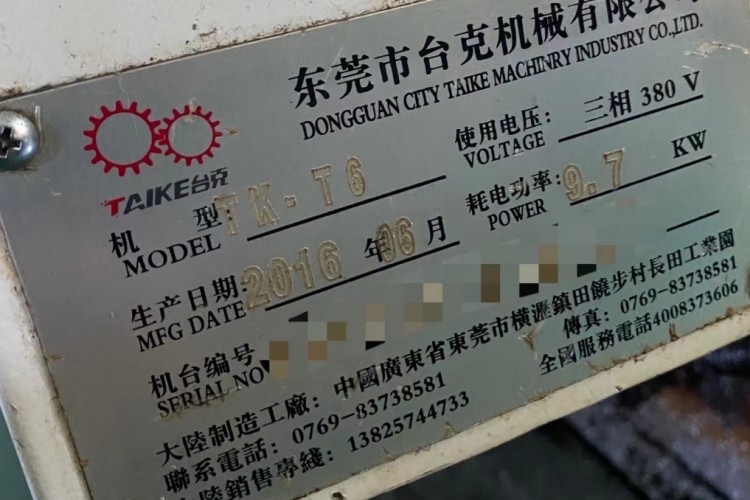 东莞市台克机械有限公
DONGGUAN CITY TAIKE MACHINRY INDUSTRY CO.,LTD.
TAIKE台克
机 型 TK-T6
MODEL
使用电压: 三相 380 V
VOLTAGE
生产日期 2016 年 06 月
MFG DATE
耗电功率: 9.7 KW
POWER
机台编号
SERIAL NO
大陸制造工廠: 中國廣東省東莞市橫瀝鎮田饒步村長田工業園
聯系電話: 0769-83738581 傳真: 0769-83738581
大陸銷售專綫: 13825744733 全國服務電話4008373606